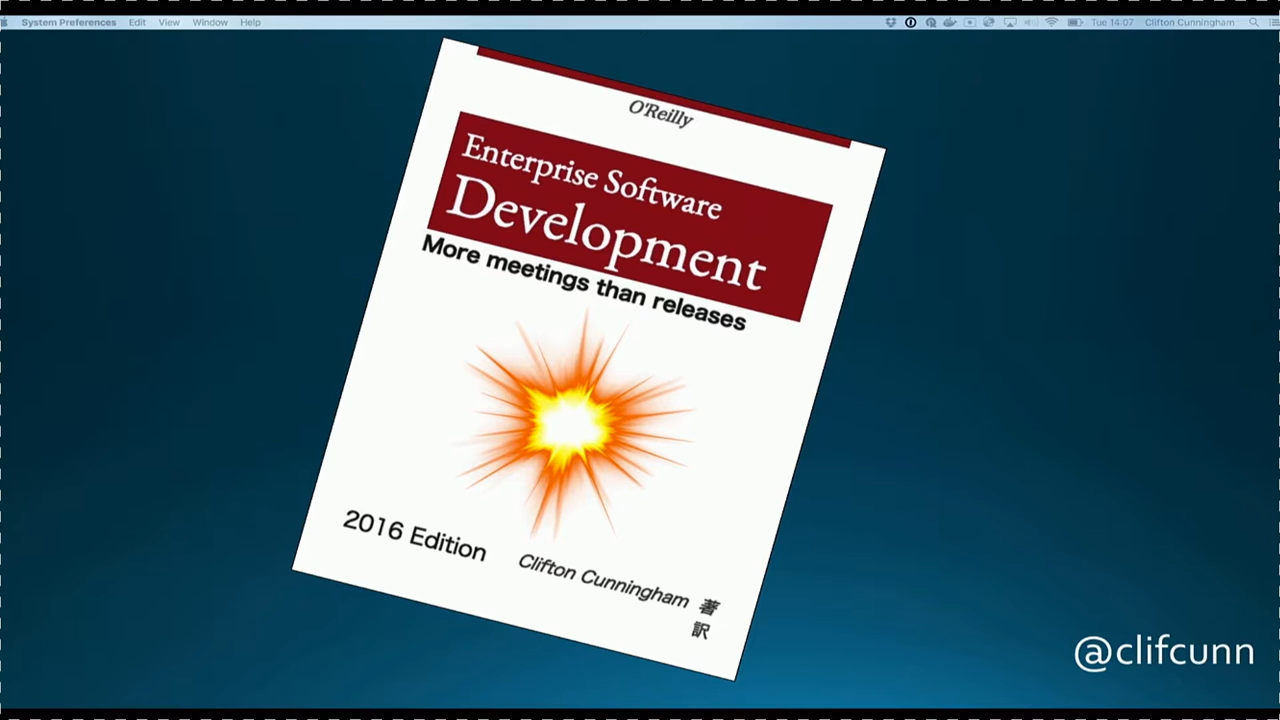 System Preferences Edit View Window Help
Tue 14:07 Clifton Cunningham
O'Reilly
Enterprise Software
Development
More meetings than releases
2016 Edition
Clifton Cunningham 著
訳
@clifcunn